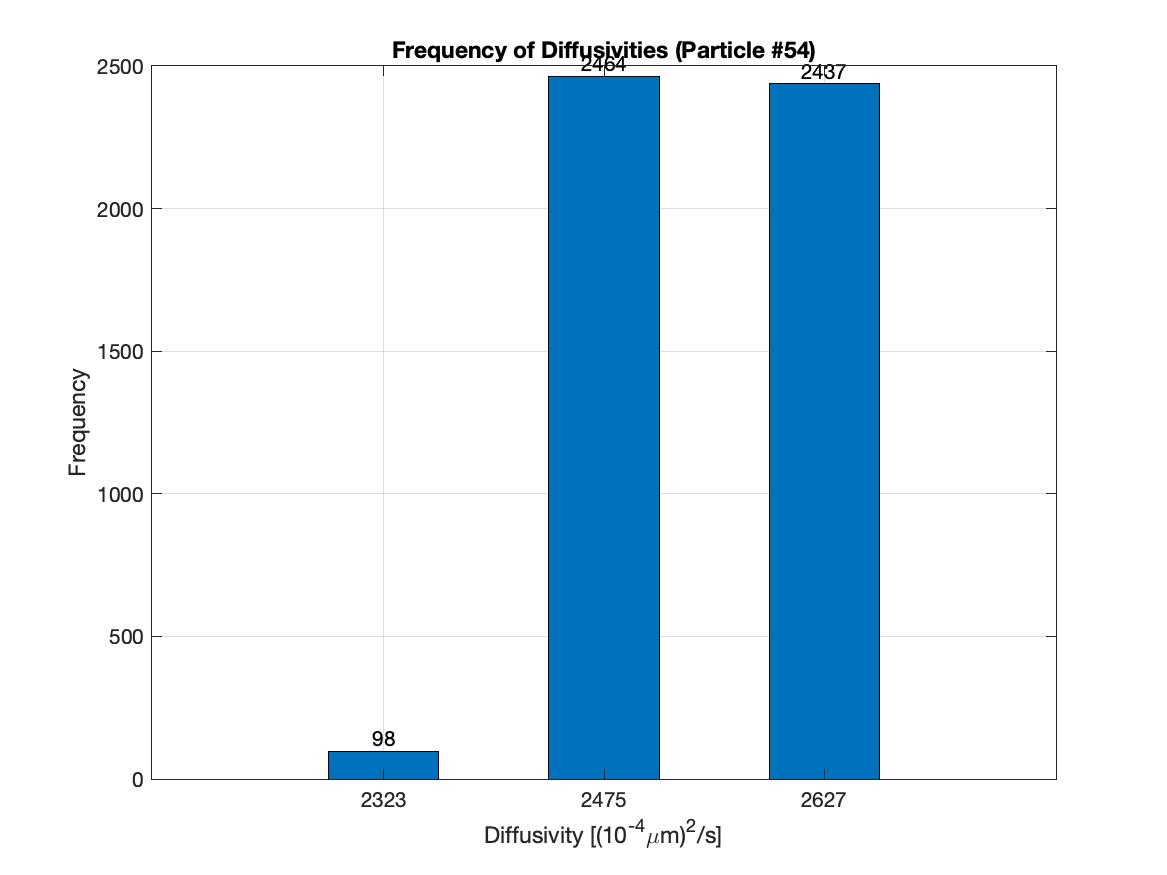 Frequency of Diffusivities (Particle #54)
2464
2437
98
2500
2000
1500
1000
500
0
Frequency
2323 2475 2627
Diffusivity [(10⁻⁴μm)²/s]